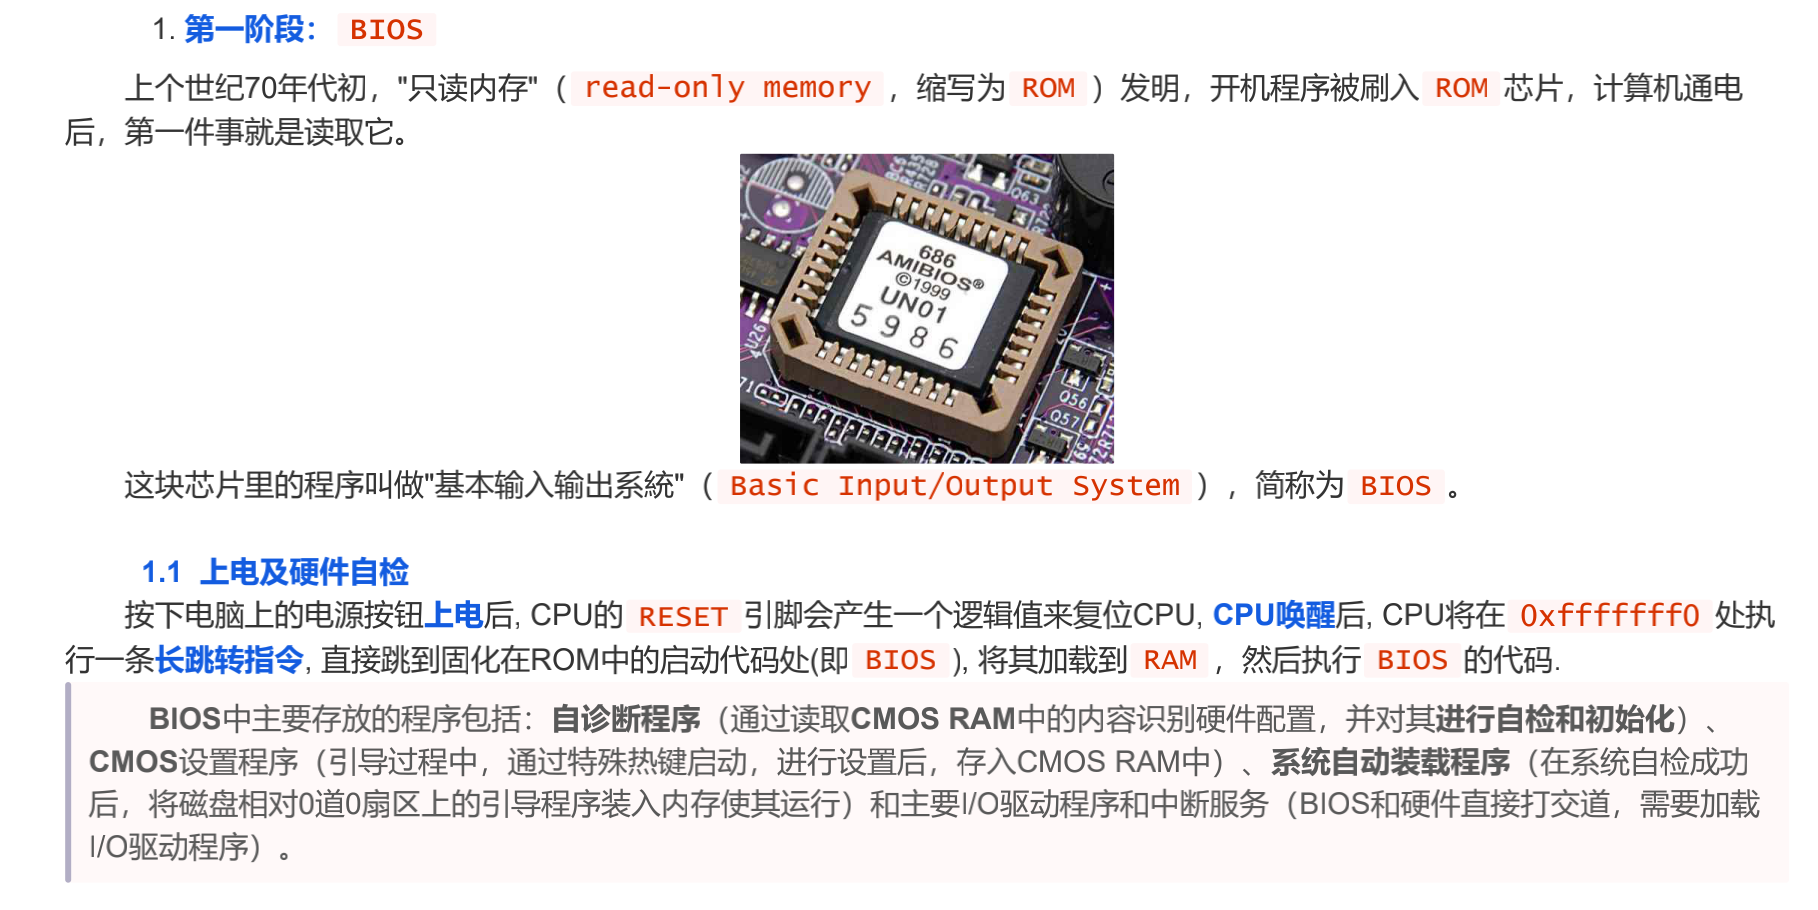 1. 第一阶段： BIOS
上个世纪70年代初，"只读内存"（ read-only memory ，缩写为 ROM ）发明，开机程序被刷入 ROM 芯片，计算机通电
后，第一件事就是读取它。
Q63
686
AMIBIOS®
©1999
UN01
5986
U26
71
Q56
Q57
这块芯片里的程序叫做"基本输入输出系統"（ Basic Input/Output System ），简称为 BIOS 。
1.1 上电及硬件自检
按下电脑上的电源按钮上电后, CPU的 RESET 引脚会产生一个逻辑值来复位CPU, CPU唤醒后, CPU将在 0xfffffff0 处执
行一条长跳转指令, 直接跳到固化在ROM中的启动代码处(即 BIOS ), 将其加载到 RAM ，然后执行 BIOS 的代码.
BIOS中主要存放的程序包括：自诊断程序（通过读取CMOS RAM中的内容识别硬件配置，并对其进行自检和初始化）、
CMOS设置程序（引导过程中，通过特殊热键启动，进行设置后，存入CMOS RAM中）、系统自动装载程序（在系统自检成功
后，将磁盘相对0道0扇区上的引导程序装入内存使其运行）和主要I/O驱动程序和中断服务（BIOS和硬件直接打交道，需要加载
I/O驱动程序）。